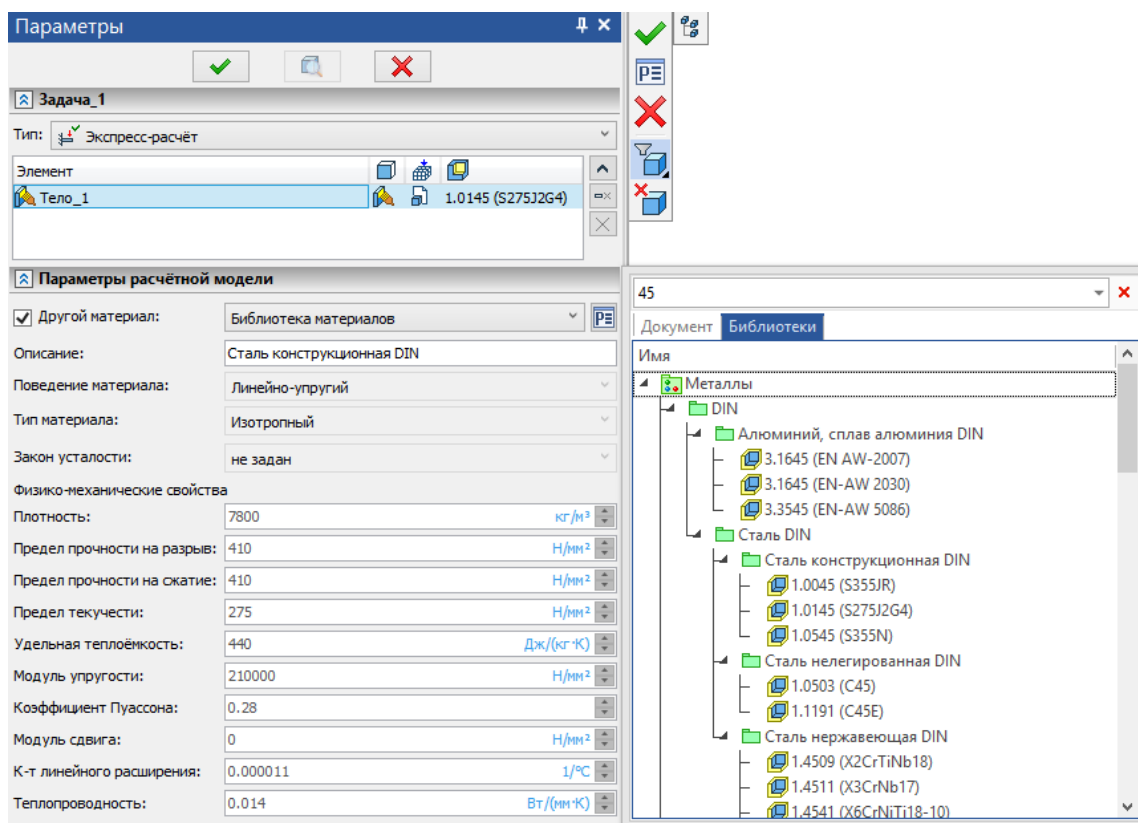 Параметры
Задача_1
Тип: Экспресс-расчёт
Элемент
Тело_1 1.0145 (S275J2G4)
Параметры расчётной модели
Другой материал: Библиотека материалов
Описание: Сталь конструкционная DIN
Поведение материала: Линейно-упругий
Тип материала: Изотропный
Закон усталости: не задан
Физико-механические свойства
Плотность: 7800 кг/м³
Предел прочности на разрыв: 410 Н/мм²
Предел прочности на сжатие: 410 Н/мм²
Предел текучести: 275 Н/мм²
Удельная теплоёмкость: 440 Дж/(кг·К)
Модуль упругости: 210000 Н/мм²
Коэффициент Пуассона: 0.28
Модуль сдвига: 0 Н/мм²
К-т линейного расширения: 0.000011 1/°C
Теплопроводность: 0.014 Вт/(мм·К)
45
Документ Библиотеки
Имя
Металлы
DIN
Алюминий, сплав алюминия DIN
3.1645 (EN AW-2007)
3.1645 (EN-AW 2030)
3.3545 (EN-AW 5086)
Сталь DIN
Сталь конструкционная DIN
1.0045 (S355JR)
1.0145 (S275J2G4)
1.0545 (S355N)
Сталь нелегированная DIN
1.0503 (C45)
1.1191 (C45E)
Сталь нержавеющая DIN
1.4509 (X2CrTiNb18)
1.4511 (X3CrNb17)
1.4541 (X6CrNiTi18-10)